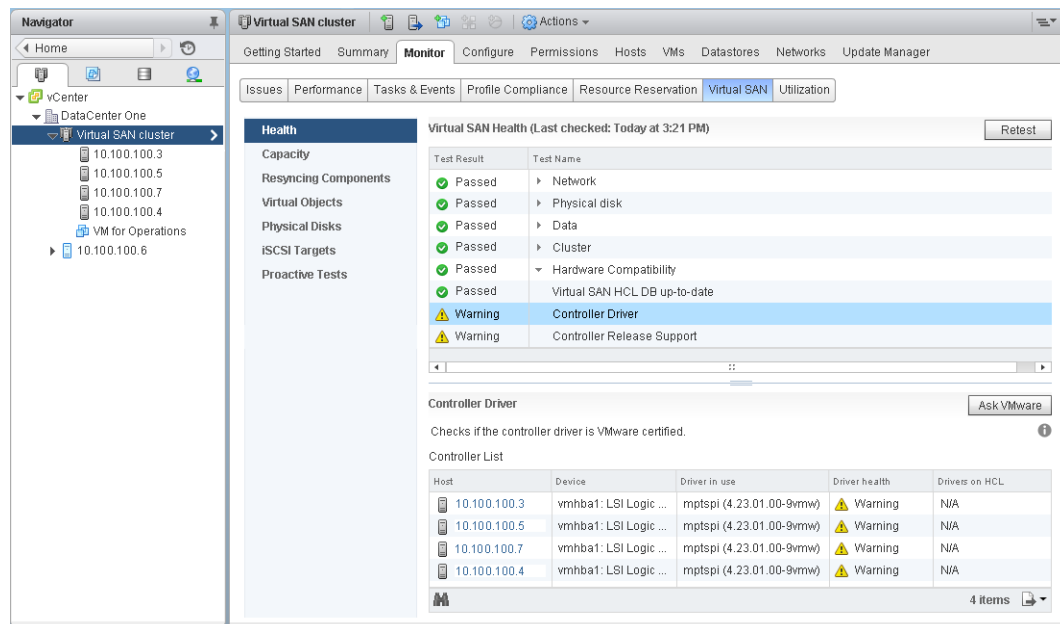 Navigator
Home
vCenter
DataCenter One
Virtual SAN cluster
10.100.100.3
10.100.100.5
10.100.100.7
10.100.100.4
VM for Operations
10.100.100.6
Virtual SAN cluster Actions
Getting Started Summary Monitor Configure Permissions Hosts VMs Datastores Networks Update Manager
Issues Performance Tasks & Events Profile Compliance Resource Reservation Virtual SAN Utilization
Health
Capacity
Resyncing Components
Virtual Objects
Physical Disks
iSCSI Targets
Proactive Tests
Virtual SAN Health (Last checked: Today at 3:21 PM) Retest
Test Result Test Name
Passed Network
Passed Physical disk
Passed Data
Passed Cluster
Passed Hardware Compatibility
Passed Virtual SAN HCL DB up-to-date
Warning Controller Driver
Warning Controller Release Support
Controller Driver Ask VMware
Checks if the controller driver is VMware certified.
Controller List
Host Device Driver in use Driver health Drivers on HCL
10.100.100.3 vmhba1: LSI Logic ... mptspi (4.23.01.00-9vmw) Warning N/A
10.100.100.5 vmhba1: LSI Logic ... mptspi (4.23.01.00-9vmw) Warning N/A
10.100.100.7 vmhba1: LSI Logic ... mptspi (4.23.01.00-9vmw) Warning N/A
10.100.100.4 vmhba1: LSI Logic ... mptspi (4.23.01.00-9vmw) Warning N/A
4 items